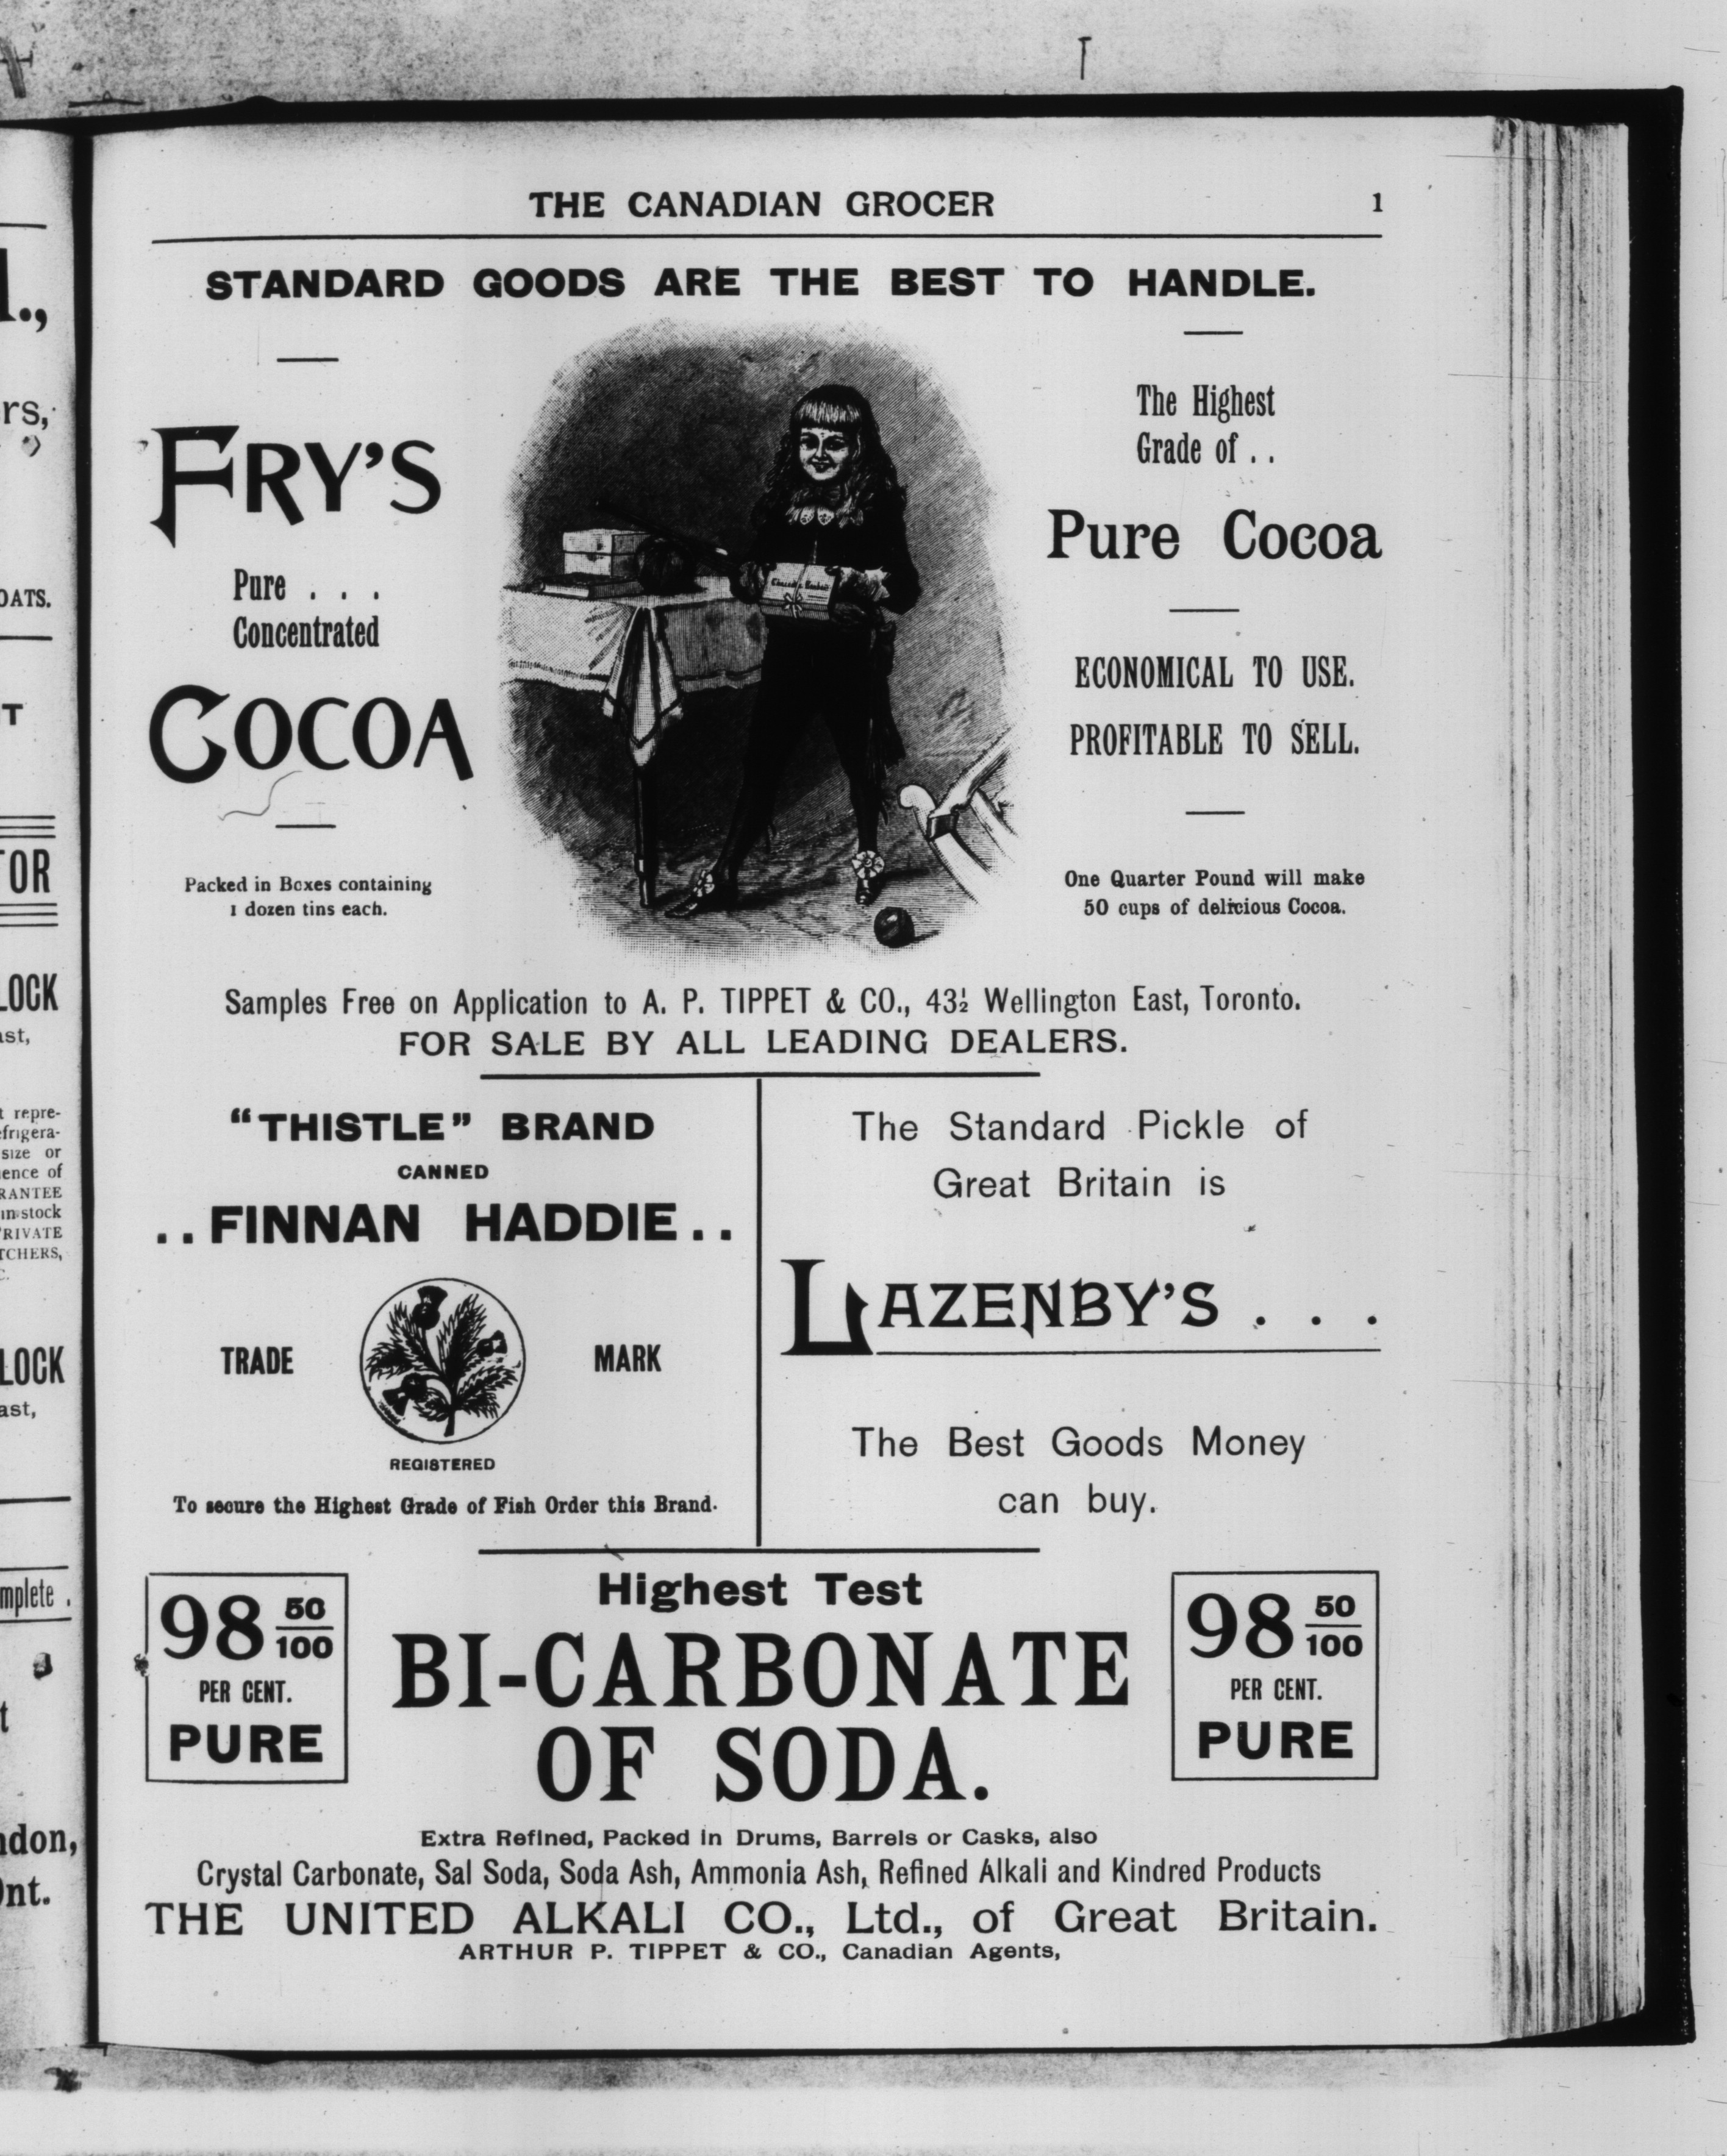 THE CANADIAN GROCER 1
STANDARD GOODS ARE THE BEST TO HANDLE.
FRY'S
Pure . . .
Concentrated
COCOA
Packed in Boxes containing
1 dozen tins each.
The Highest
Grade of . .
Pure Cocoa
ECONOMICAL TO USE.
PROFITABLE TO SELL.
One Quarter Pound will make
50 cups of delicious Cocoa.
Samples Free on Application to A. P. TIPPET & CO., 43½ Wellington East, Toronto.
FOR SALE BY ALL LEADING DEALERS.
"THISTLE" BRAND
CANNED
. . FINNAN HADDIE . .
TRADE MARK
REGISTERED
To secure the Highest Grade of Fish Order this Brand.
The Standard Pickle of
Great Britain is
LAZENBY'S . . .
The Best Goods Money
can buy.
98 50/100
PER CENT.
PURE
Highest Test
BI-CARBONATE
OF SODA.
98 50/100
PER CENT.
PURE
Extra Refined, Packed in Drums, Barrels or Casks, also
Crystal Carbonate, Sal Soda, Soda Ash, Ammonia Ash, Refined Alkali and Kindred Products
THE UNITED ALKALI CO., Ltd., of Great Britain.
ARTHUR P. TIPPET & CO., Canadian Agents,